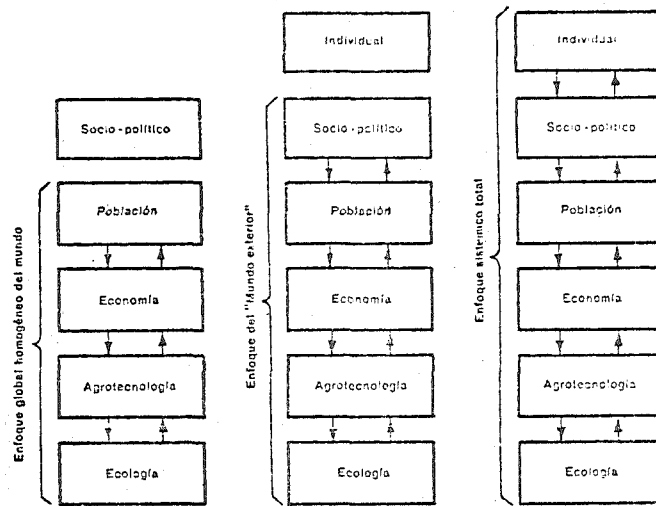 Enfoque global homogéneo del mundo
Socio-político
Población
Economía
Agrotecnología
Ecología
Enfoque del "Mundo exterior"
Individual
Socio-político
Población
Economía
Agrotecnología
Ecología
Enfoque sistemico total
Individual
Socio-político
Población
Economía
Agrotecnología
Ecología